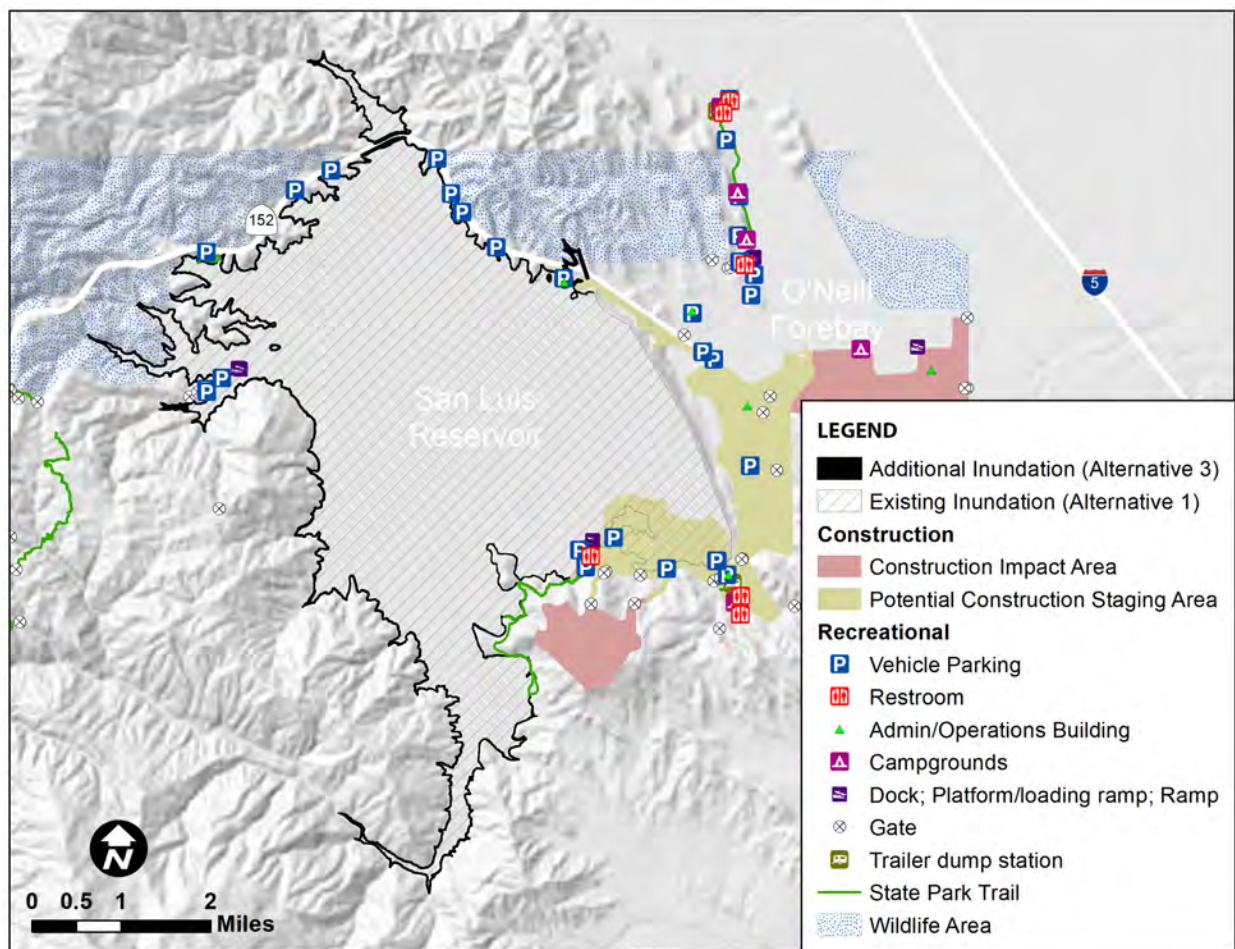 152
5
O'Neill
Forebay
San Luis
Reservoir
LEGEND
Additional Inundation (Alternative 3)
Existing Inundation (Alternative 1)
Construction
Construction Impact Area
Potential Construction Staging Area
Recreational
P Vehicle Parking
Restroom
Admin/Operations Building
Campgrounds
Dock; Platform/loading ramp; Ramp
Gate
Trailer dump station
State Park Trail
Wildlife Area
N
0 0.5 1 2
Miles